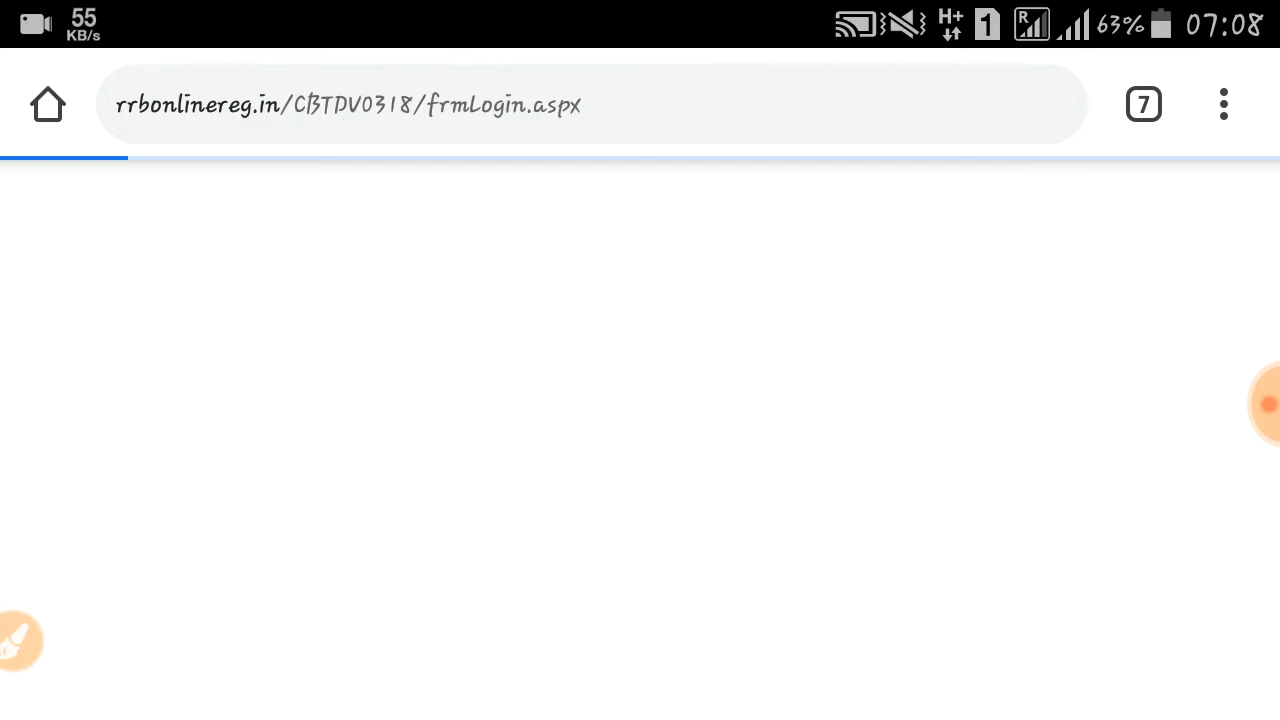 55
KB/s
H+
1
R
63%
07:08
rrbonlinereg.in/CBTDV0318/frmLogin.aspx
7